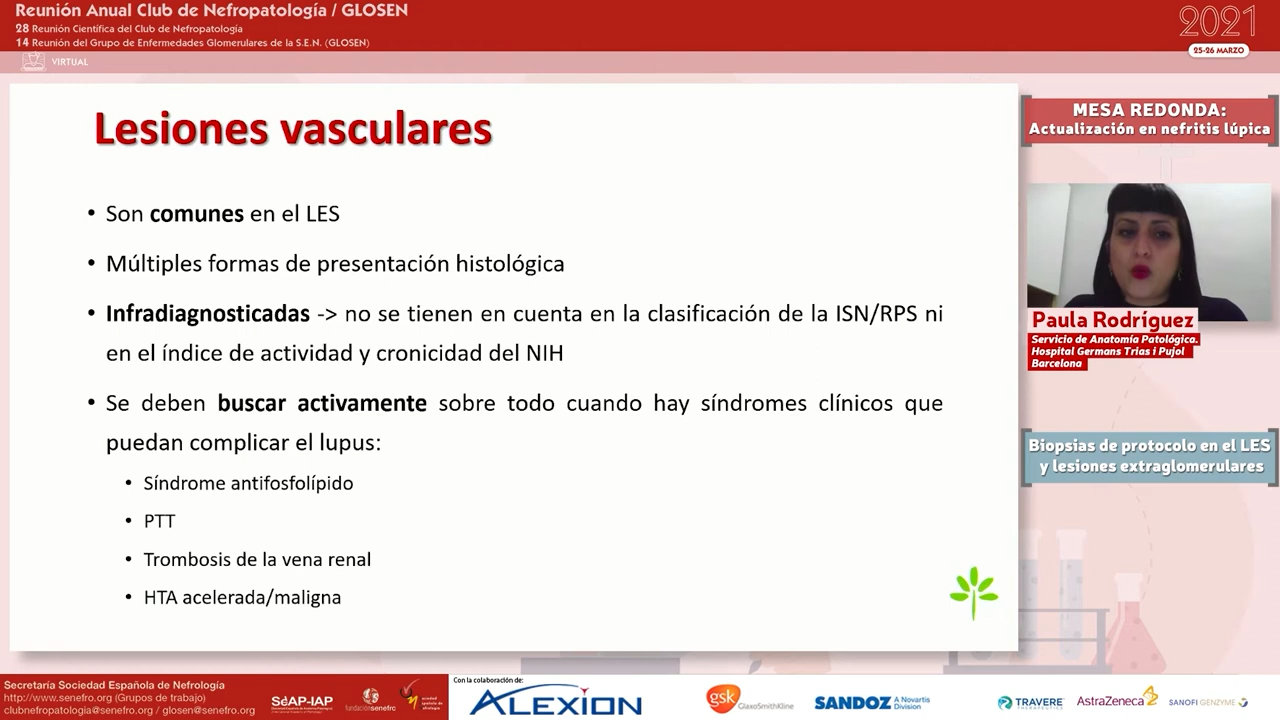 Reunión Anual Club de Nefropatología / GLOSEN
28 Reunión Científica del Club de Nefropatología
14 Reunión del Grupo de Enfermedades Glomerulares de la S.E.N. (GLOSEN)
VIRTUAL
2021
25-26 MARZO
Lesiones vasculares
• Son comunes en el LES
• Múltiples formas de presentación histológica
• Infradiagnosticadas -> no se tienen en cuenta en la clasificación de la ISN/RPS ni
en el índice de actividad y cronicidad del NIH
• Se deben buscar activamente sobre todo cuando hay síndromes clínicos que
puedan complicar el lupus:
• Síndrome antifosfolípido
• PTT
• Trombosis de la vena renal
• HTA acelerada/maligna
MESA REDONDA:
Actualización en nefritis lúpica
Paula Rodríguez
Servicio de Anatomía Patológica.
Hospital Germans Trias i Pujol
Barcelona
Biopsias de protocolo en el LES
y lesiones extraglomerulares
Secretaría Sociedad Española de Nefrología
http://www.senefro.org (Grupos de trabajo)
clubnefropatologia@senefro.org / glosen@senefro.org
SEAP-IAP
fundaciónsenefro
Con la colaboración de:
ALEXION
gsk
GlaxoSmithKline
SANDOZ
A Novartis
Division
TRAVERE
AstraZeneca
SANOFI GENZYME